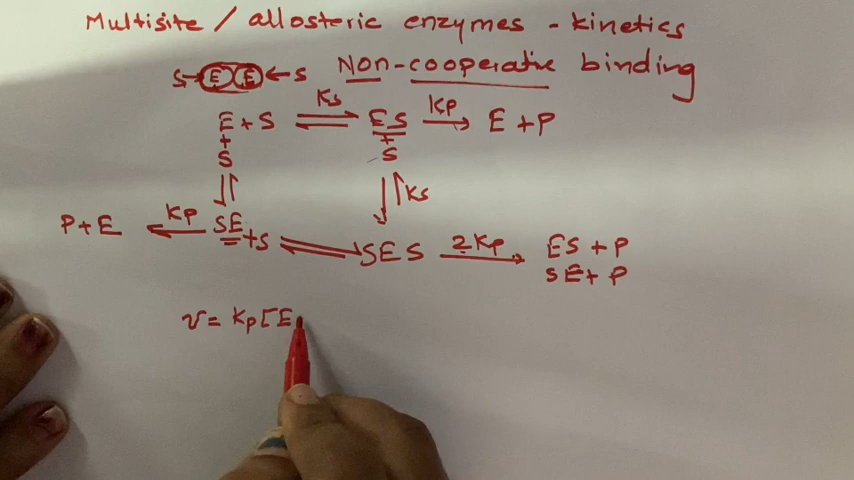 Multisite / allosteric enzymes - kinetics
S→ E E ←S Non-cooperative binding
E + S ⇌ Ks ES → Kp E + P
+ +
S S
⇌ ⇌ Ks
P + E ← Kp SE + S ⇌ SES → 2Kp ES + P
SE + P
v = Kp [E